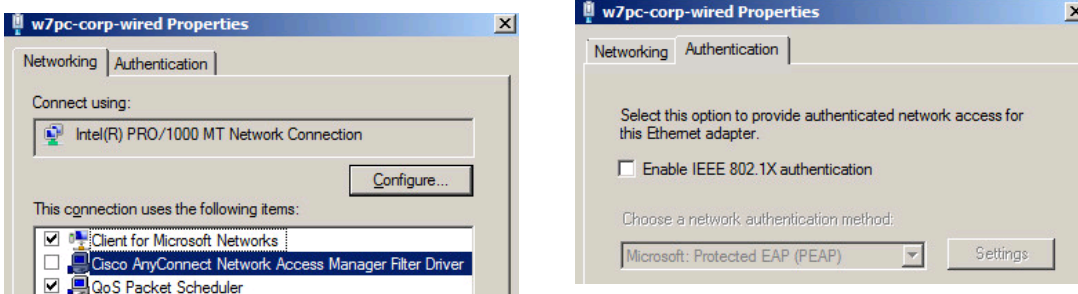 w7pc-corp-wired Properties
Networking
Authentication
Connect using:
Intel(R) PRO/1000 MT Network Connection
Configure...
This connection uses the following items:
Client for Microsoft Networks
Cisco AnyConnect Network Access Manager Filter Driver
QoS Packet Scheduler
w7pc-corp-wired Properties
Networking
Authentication
Select this option to provide authenticated network access for
this Ethernet adapter.
Enable IEEE 802.1X authentication
Choose a network authentication method:
Microsoft: Protected EAP (PEAP)
Settings